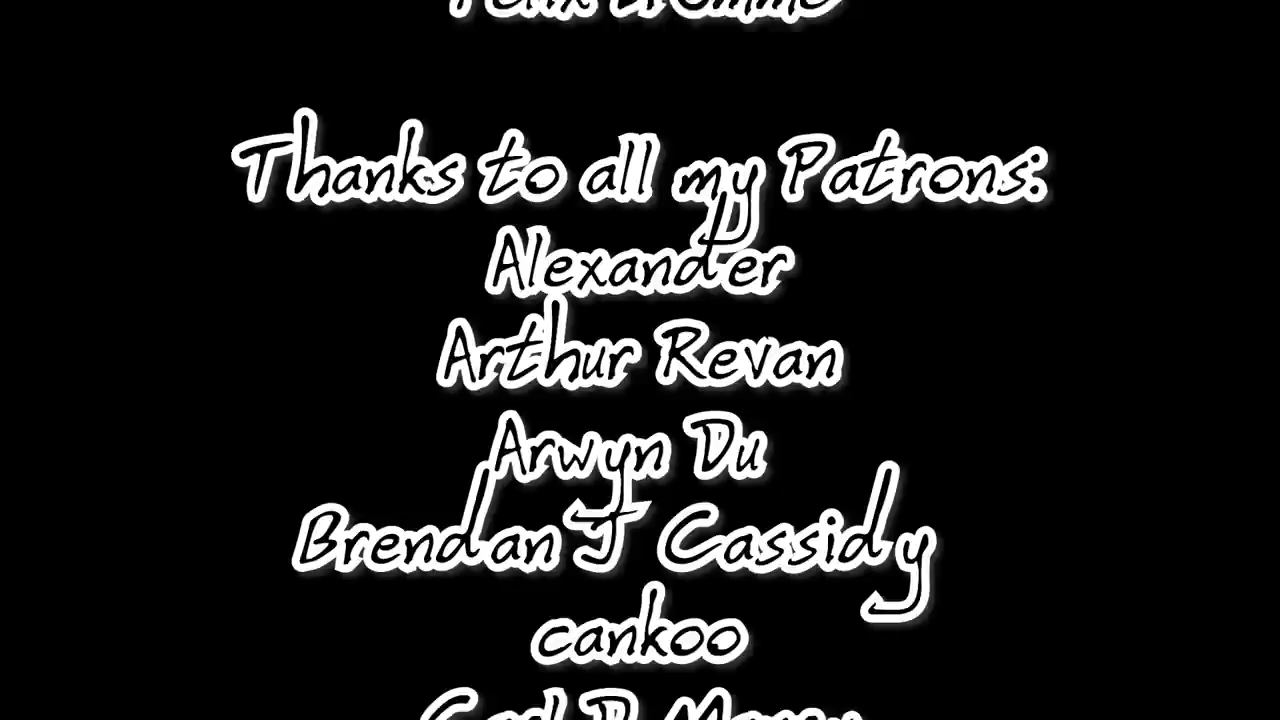 Thanks to all my Patrons:
Alexander
Arthur Revan
Arwyn Du
Brendan J Cassidy
cankoo